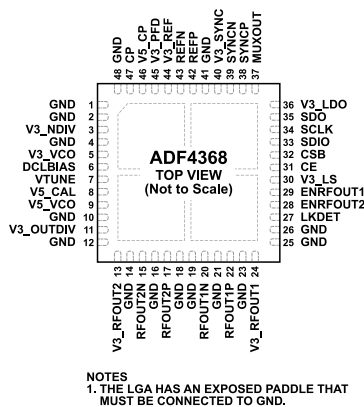 48 GND
47 CP
46 V5_CP
45 V3_PFD
44 V3_REF
43 REFN
42 REFP
41 GND
40 V3_SYNC
39 SYNCN
38 SYNCP
37 MUXOUT
GND 1
GND 2
V3_NDIV 3
GND 4
V3_VCO 5
DCLBIAS 6
VTUNE 7
V5_CAL 8
V5_VCO 9
GND 10
V3_OUTDIV 11
GND 12
ADF4368
TOP VIEW
(Not to Scale)
36 V3_LDO
35 SDO
34 SCLK
33 SDIO
32 CSB
31 CE
30 V3_LS
29 ENRFOUT1
28 ENRFOUT2
27 LKDET
26 GND
25 GND
V3_RFOUT2 13
GND 14
RFOUT2N 15
GND 16
RFOUT2P 17
GND 18
GND 19
RFOUT1N 20
GND 21
RFOUT1P 22
GND 23
V3_RFOUT1 24
NOTES
1. THE LGA HAS AN EXPOSED PADDLE THAT
MUST BE CONNECTED TO GND.